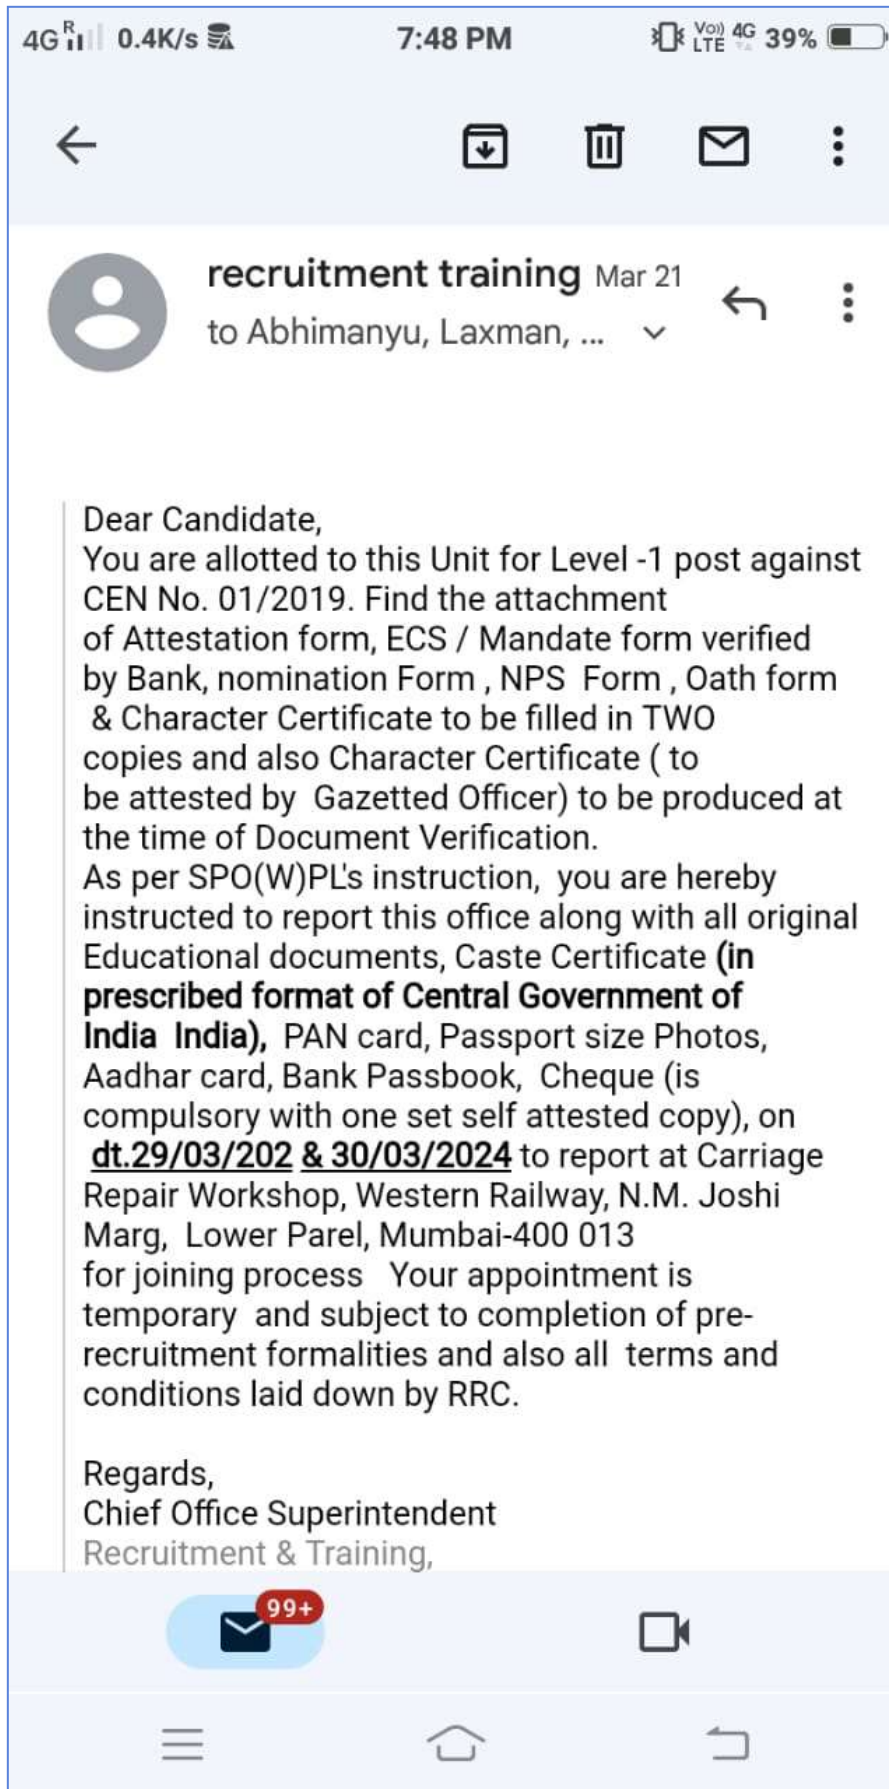 4G R 0.4K/s 7:48 PM Vo)) LTE 4G 39%
recruitment training Mar 21
to Abhimanyu, Laxman, ...
Dear Candidate,
You are allotted to this Unit for Level -1 post against
CEN No. 01/2019. Find the attachment
of Attestation form, ECS / Mandate form verified
by Bank, nomination Form , NPS  Form , Oath form
& Character Certificate to be filled in TWO
copies and also Character Certificate ( to
be attested by  Gazetted Officer) to be produced at
the time of Document Verification.
As per SPO(W)PL's instruction,  you are hereby
instructed to report this office along with all original
Educational documents, Caste Certificate (in
prescribed format of Central Government of
India  India),  PAN card, Passport size Photos,
Aadhar card, Bank Passbook,  Cheque (is
compulsory with one set self attested copy), on
dt.29/03/202 & 30/03/2024 to report at Carriage
Repair Workshop, Western Railway, N.M. Joshi
Marg,  Lower Parel, Mumbai-400 013
for joining process   Your appointment is
temporary  and subject to completion of pre-
recruitment formalities and also all  terms and
conditions laid down by RRC.
Regards,
Chief Office Superintendent
Recruitment & Training,
99+